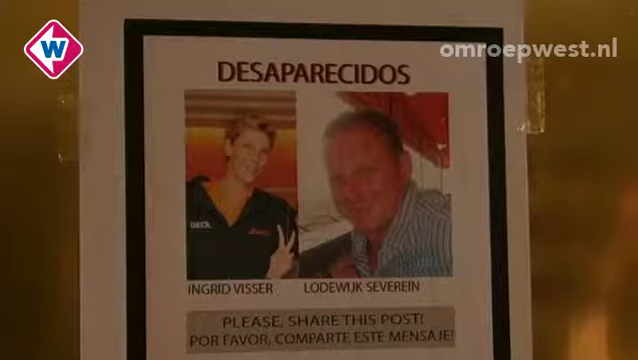 W
omroepwest.nl
DESAPARECIDOS
INGRID VISSER LODEWIJK SEVEREIN
PLEASE, SHARE THIS POST!
POR FAVOR, COMPARTE ESTE MENSAJE!